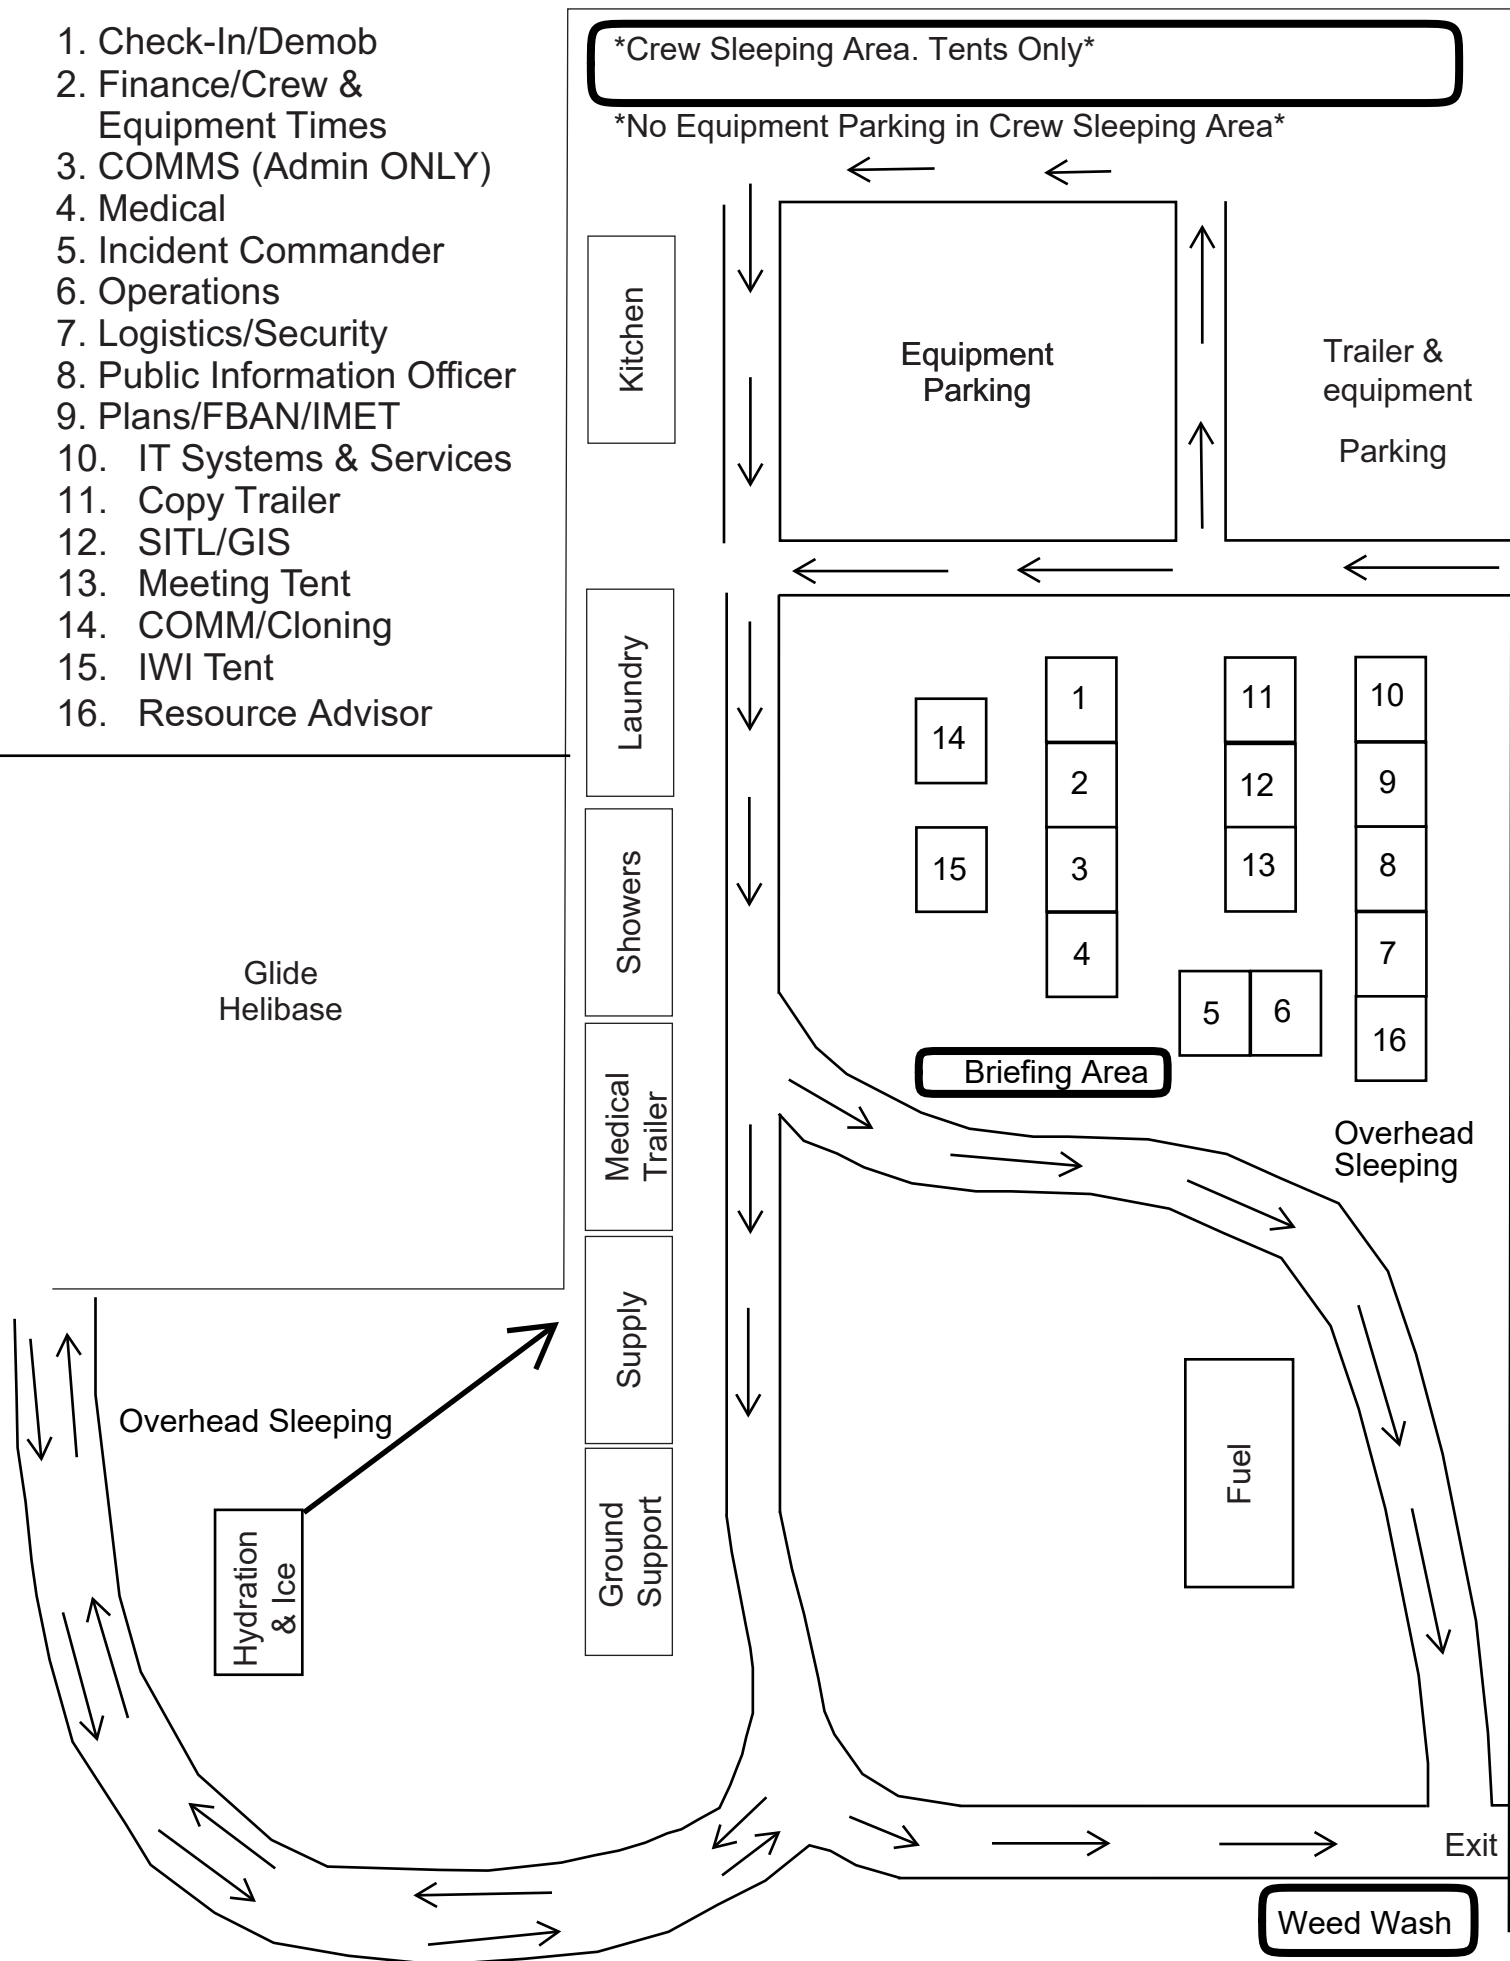 1. Check-In/Demob
2. Finance/Crew &
Equipment Times
3. COMMS (Admin ONLY)
4. Medical
5. Incident Commander
6. Operations
7. Logistics/Security
8. Public Information Officer
9. Plans/FBAN/IMET
10. IT Systems & Services
11. Copy Trailer
12. SITL/GIS
13. Meeting Tent
14. COMM/Cloning
15. IWI Tent
16. Resource Advisor
*Crew Sleeping Area. Tents Only*
*No Equipment Parking in Crew Sleeping Area*
Kitchen
Equipment
Parking
Trailer &
equipment
Parking
Laundry
Showers
Medical
Trailer
Supply
Ground
Support
14
15
1
2
3
4
11
12
13
10
9
8
7
16
5
6
Briefing Area
Overhead
Sleeping
Glide
Helibase
Overhead Sleeping
Hydration
& Ice
Fuel
Exit
Weed Wash